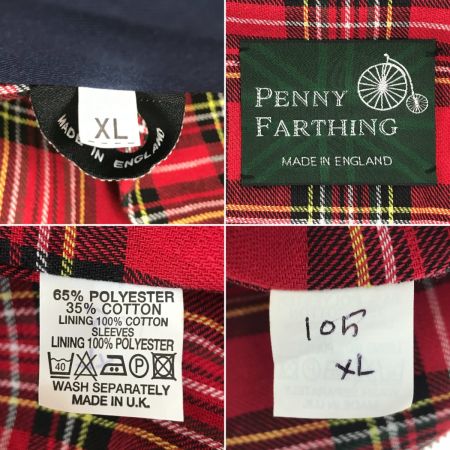 XL
MADE IN ENGLAND
PENNY
FARTHING
MADE IN ENGLAND
65% POLYESTER
35% COTTON
LINING 100% COTTON
SLEEVES
LINING 100% POLYESTER
40
WASH SEPARATELY
MADE IN U.K.
105
XL